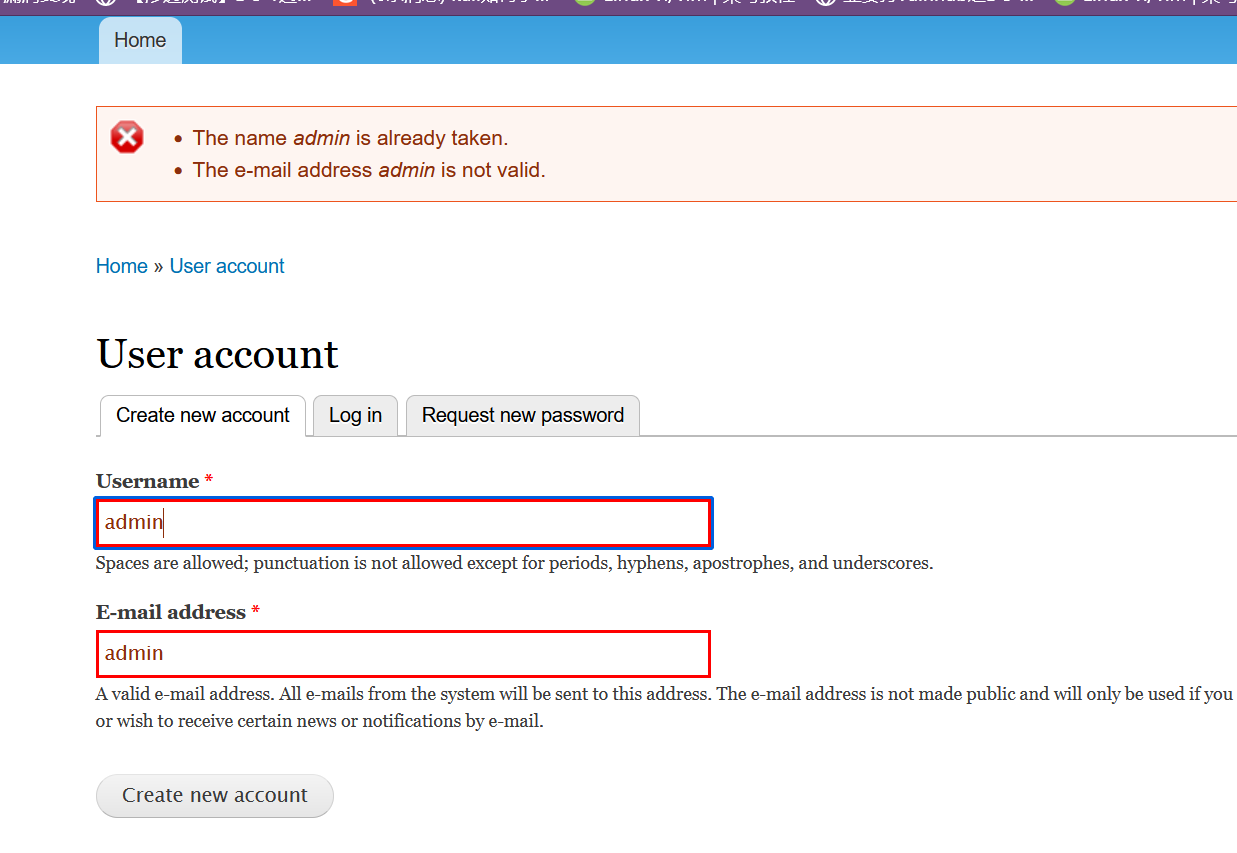 Home
The name admin is already taken.
The e-mail address admin is not valid.
Home » User account
User account
Create new account
Log in
Request new password
Username *
admin
Spaces are allowed; punctuation is not allowed except for periods, hyphens, apostrophes, and underscores.
E-mail address *
admin
A valid e-mail address. All e-mails from the system will be sent to this address. The e-mail address is not made public and will only be used if you
or wish to receive certain news or notifications by e-mail.
Create new account